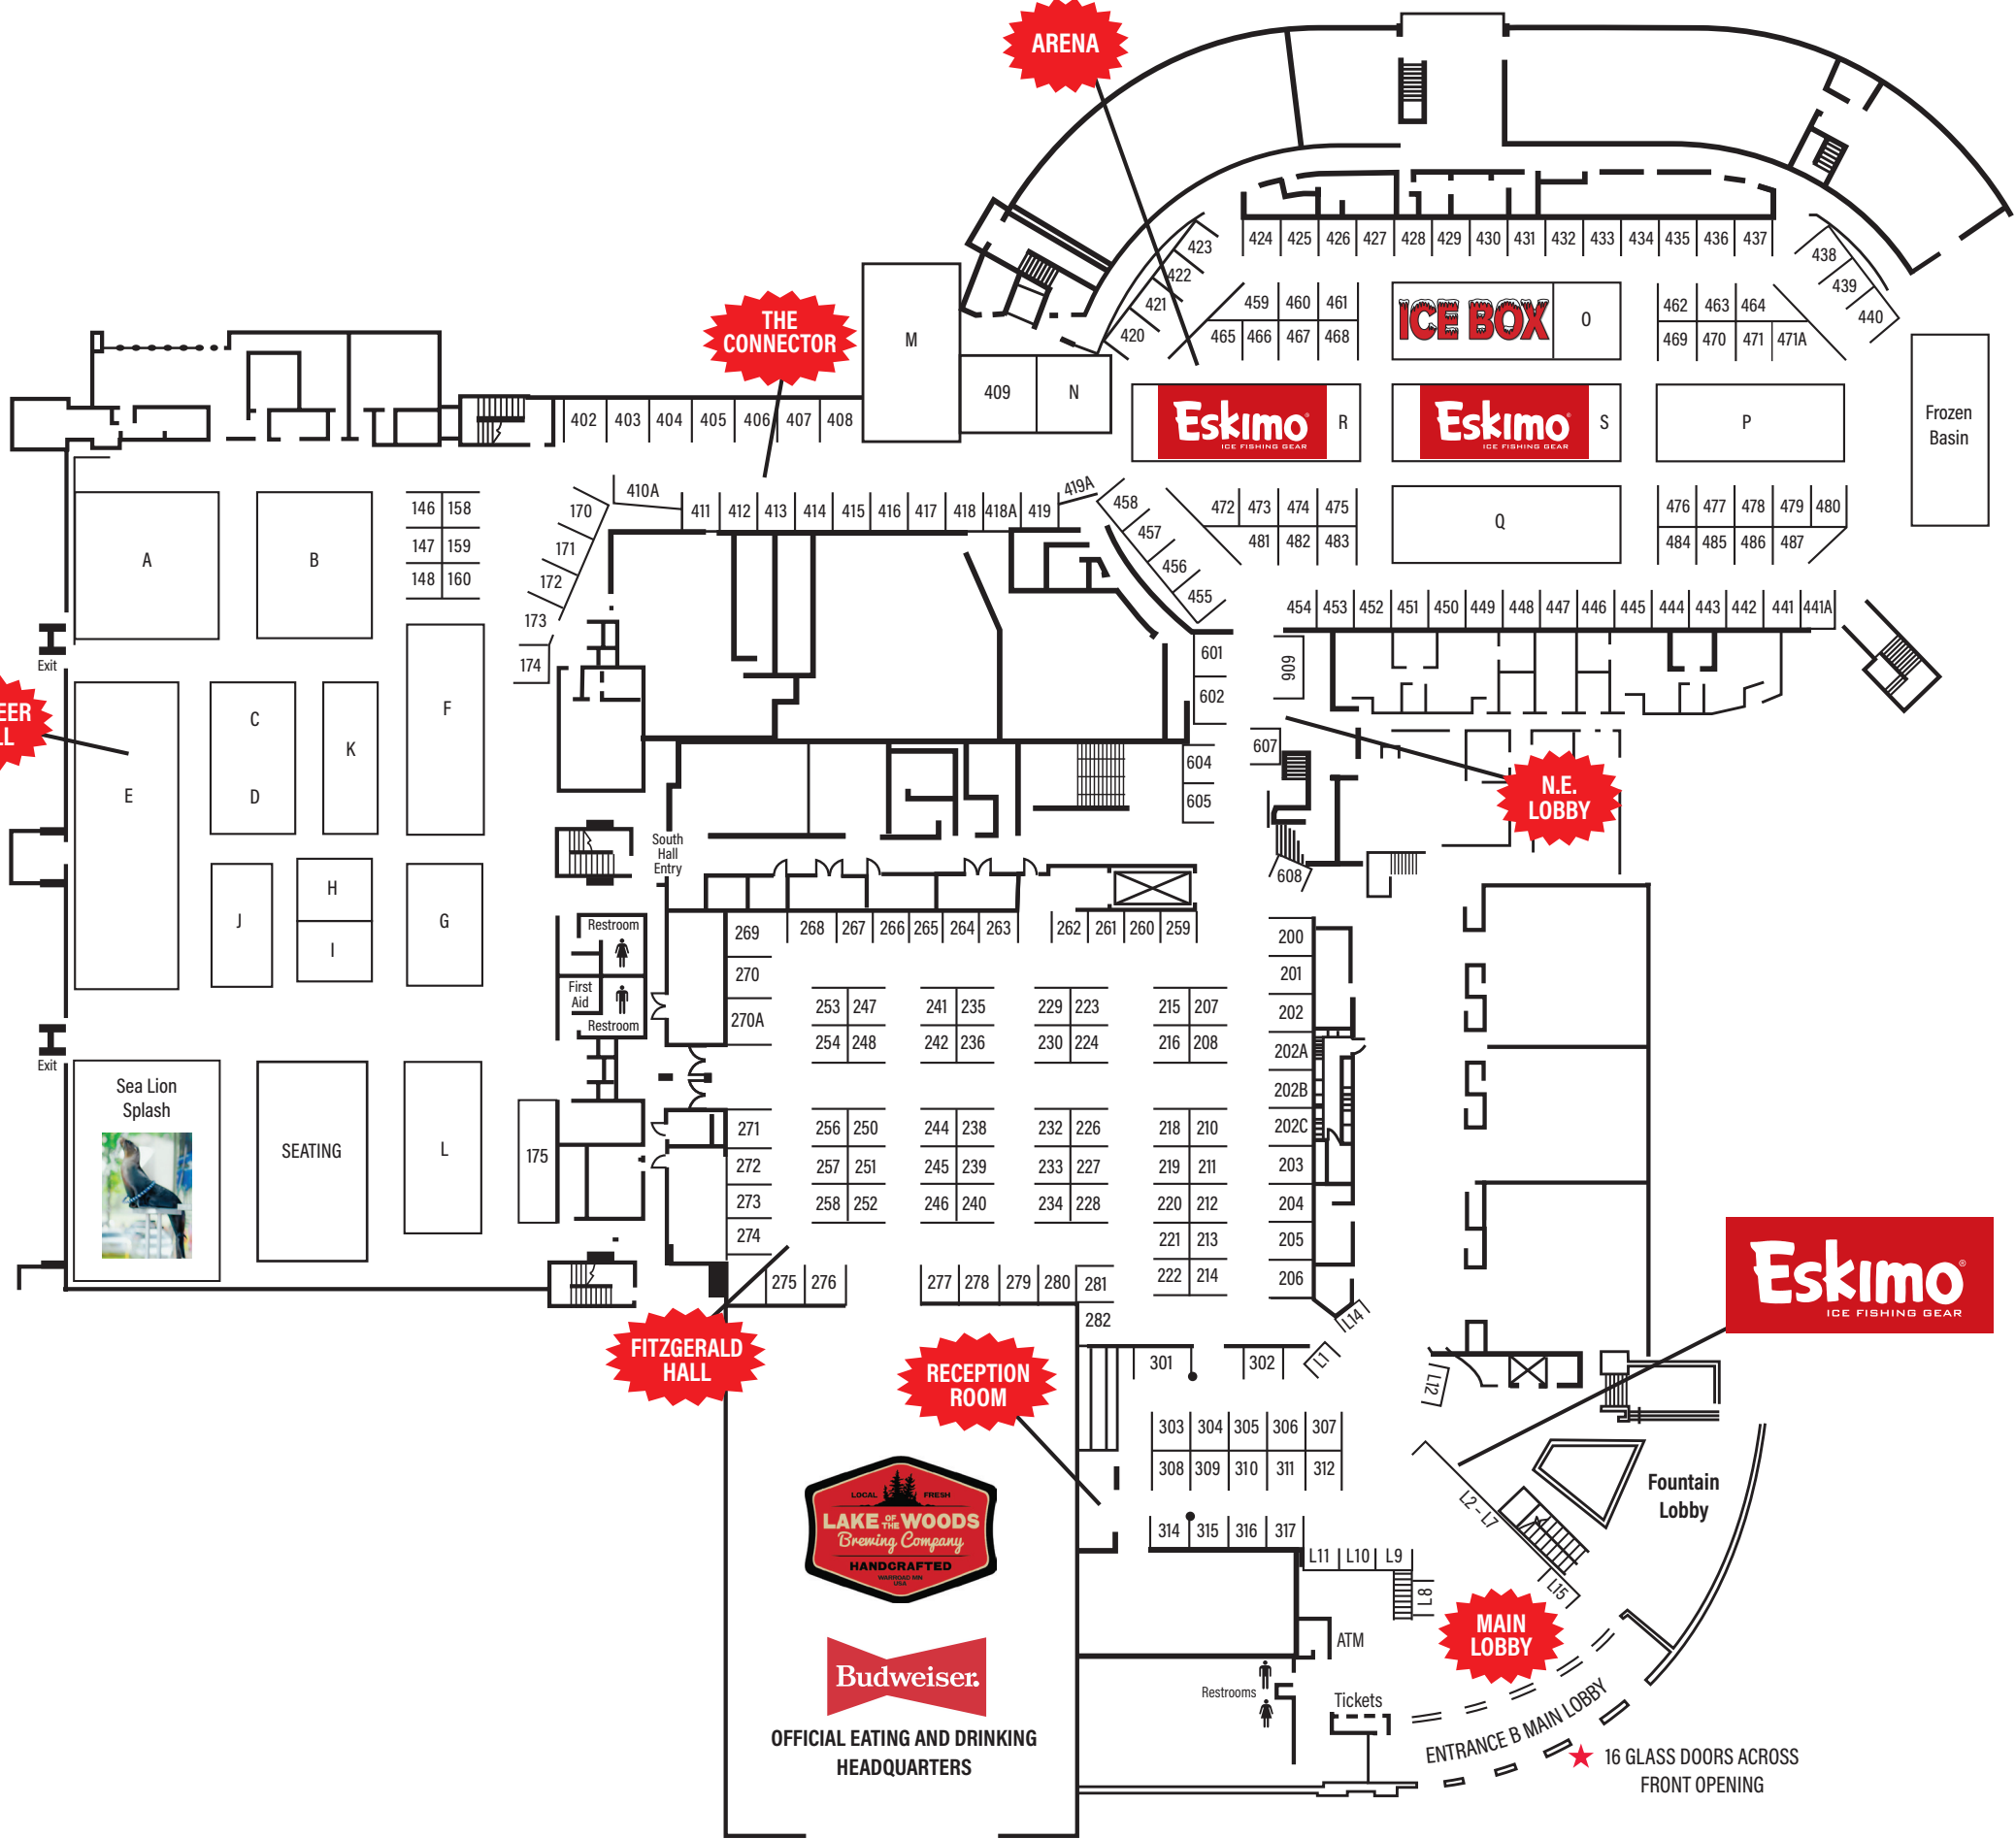 ARENA
424 425 426 427 428 429 430 431 432 433 434 435 436 437
423
422
421
420
438
439
440
459 460 461
465 466 467 468
ICE BOX
O
462 463 464
469 470 471 471A
THE
CONNECTOR
M
409
N
402 403 404 405 406 407 408
Eskimo
ICE FISHING GEAR
R
Eskimo
ICE FISHING GEAR
S
P
Frozen
Basin
410A
411 412 413 414 415 416 417 418 418A 419
419A
458
457
456
455
472 473 474 475
481 482 483
Q
476 477 478 479 480
484 485 486 487
454 453 452 451 450 449 448 447 446 445 444 443 442 441 441A
A
B
146 158
147 159
148 160
170
171
172
173
174
Exit
EER
LL
E
C
D
K
F
601
602
606
607
604
605
608
N.E.
LOBBY
J
H
I
G
South
Hall
Entry
Restroom
First
Aid
Restroom
Exit
Sea Lion
Splash
SEATING
L
175
269
270
270A
268 267 266 265 264 263
262 261 260 259
200
201
202
202A
202B
202C
203
204
205
206
253 247
254 248
241 235
242 236
229 223
230 224
215 207
216 208
271
272
273
274
256 250
257 251
258 252
244 238
245 239
246 240
232 226
233 227
234 228
218 210
219 211
220 212
221 213
222 214
275 276
277 278 279 280 281
282
FITZGERALD
HALL
RECEPTION
ROOM
301
302
L14
L1
L12
303 304 305 306 307
308 309 310 311 312
314 315 316 317
L11 L10 L9
L8
L2 - L7
L15
Eskimo
ICE FISHING GEAR
Fountain
Lobby
MAIN
LOBBY
LOCAL FRESH
LAKE OF THE WOODS
Brewing Company
HANDCRAFTED
WARROAD MN
USA
Budweiser.
OFFICIAL EATING AND DRINKING
HEADQUARTERS
ATM
Restrooms
Tickets
ENTRANCE B MAIN LOBBY
16 GLASS DOORS ACROSS
FRONT OPENING